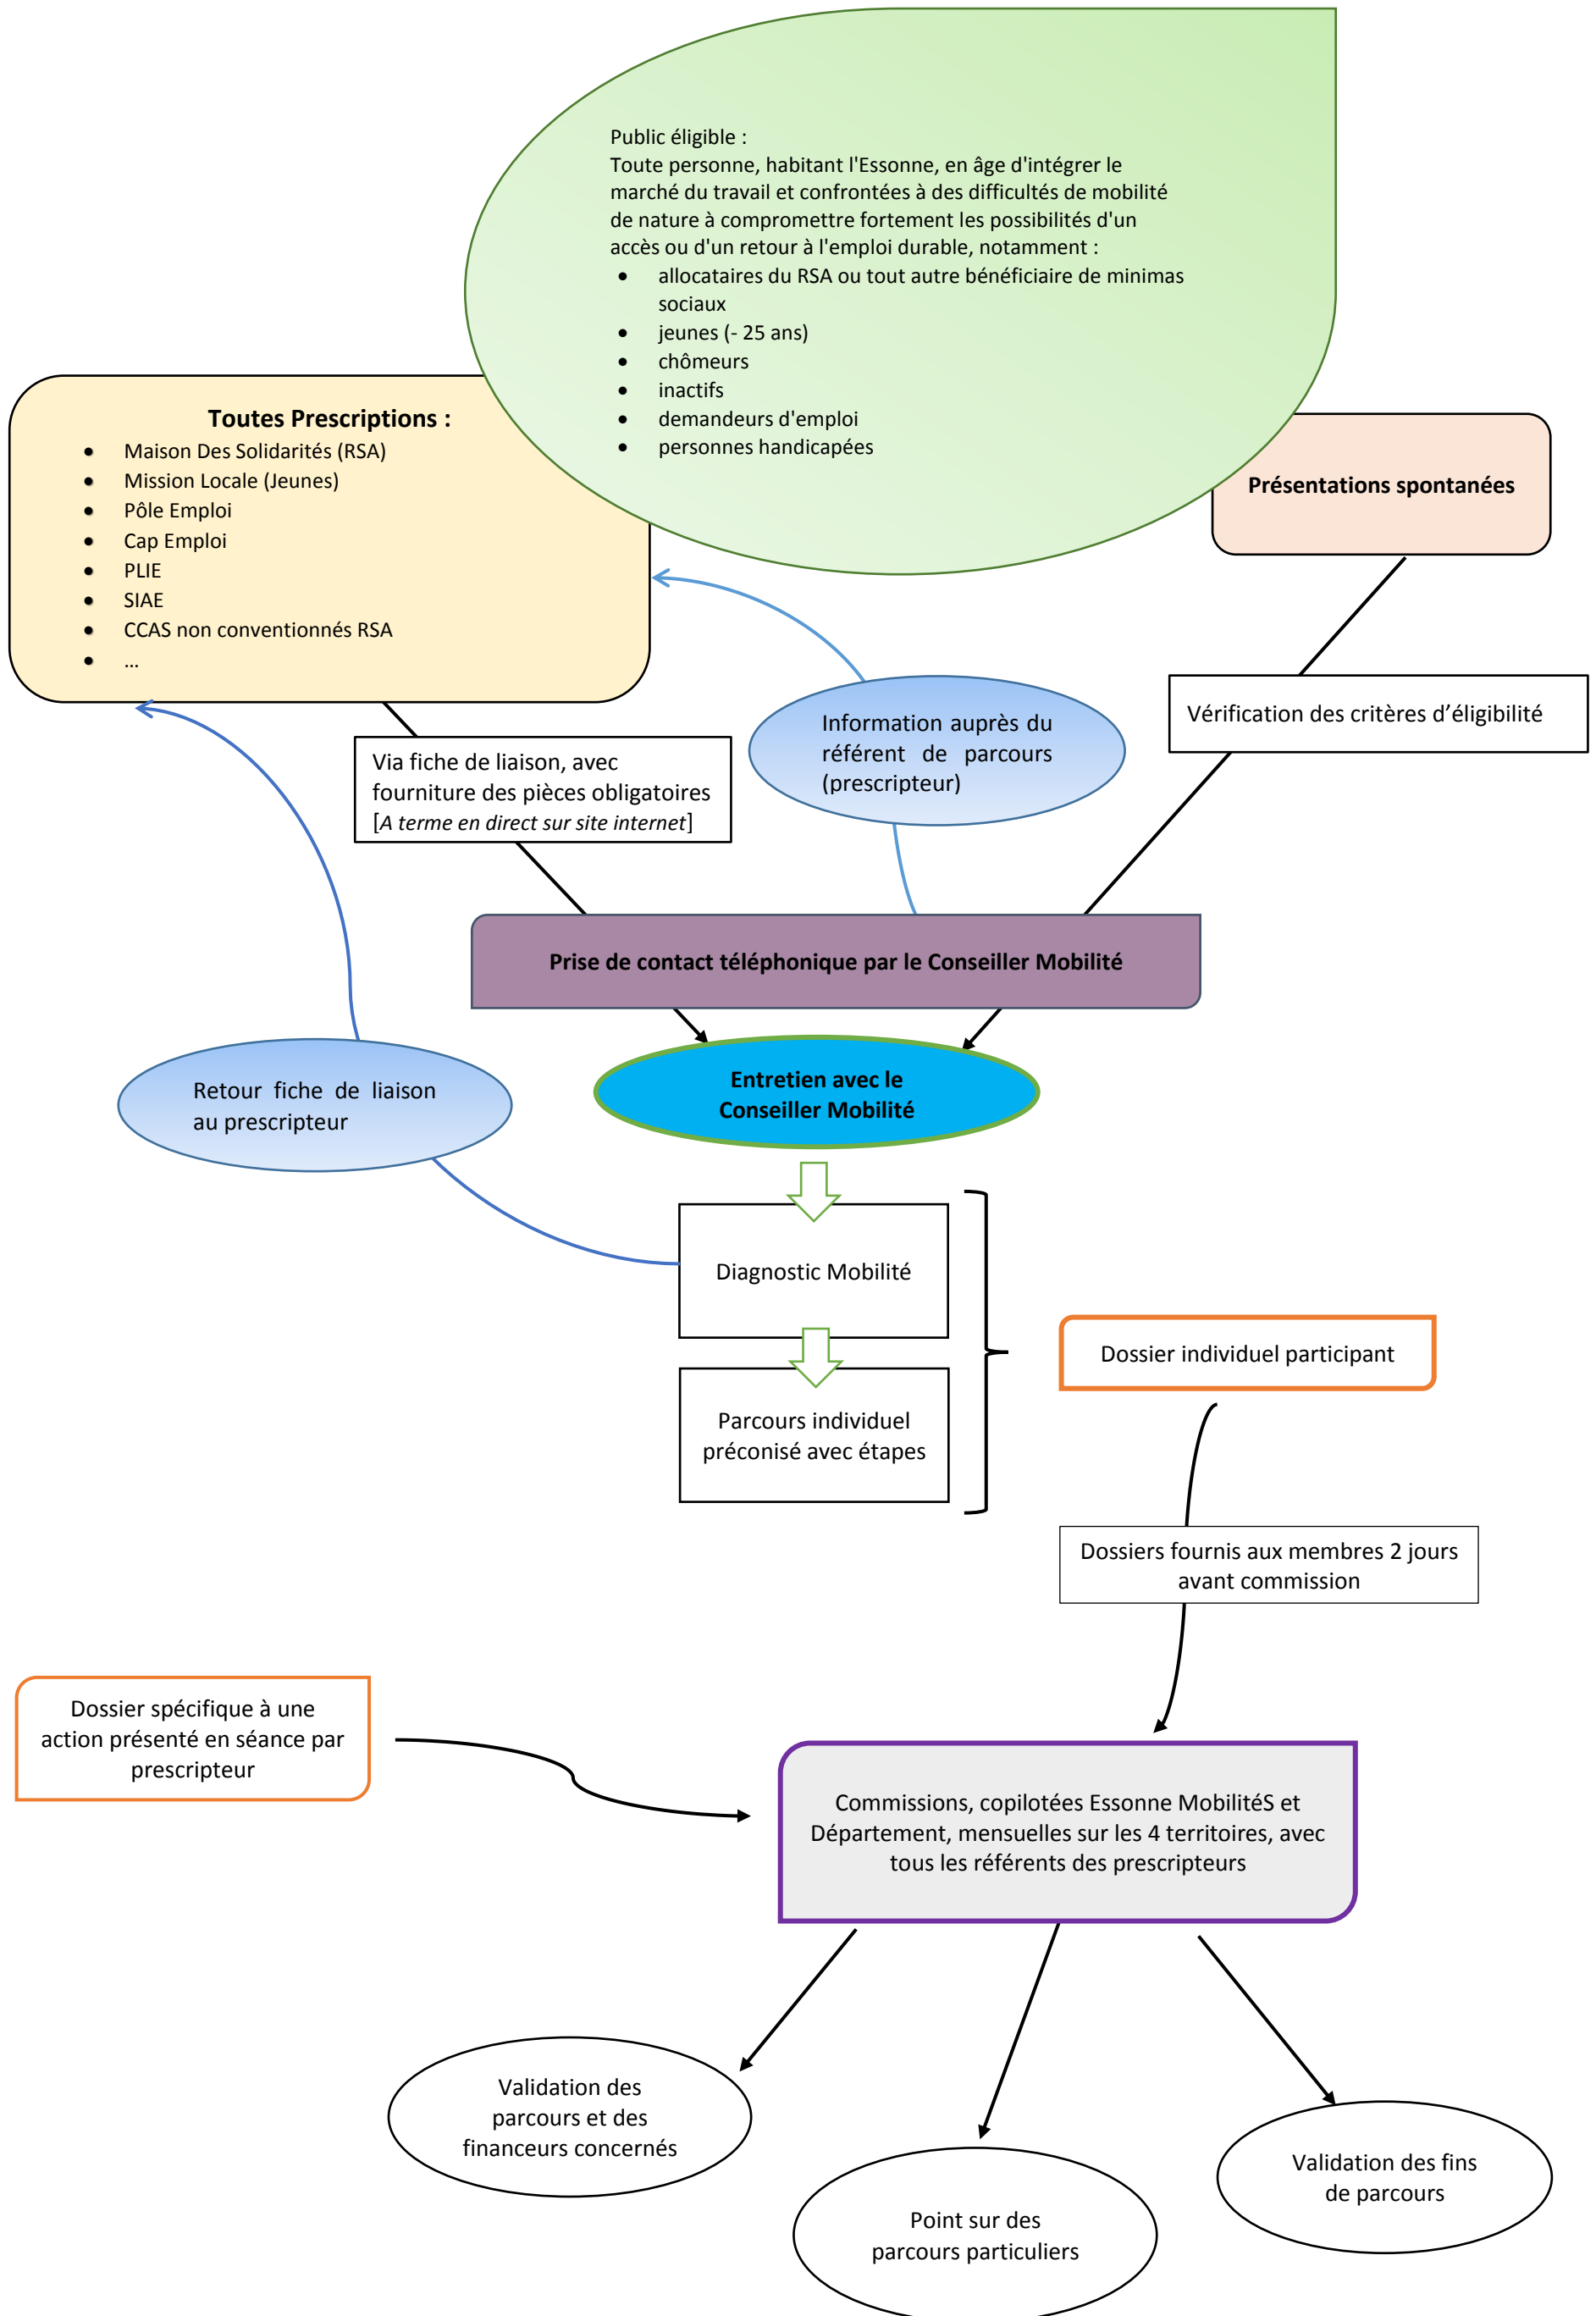 Public éligible :
Toute personne, habitant l'Essonne, en âge d'intégrer le
marché du travail et confrontées à des difficultés de mobilité
de nature à compromettre fortement les possibilités d'un
accès ou d'un retour à l'emploi durable, notamment :
• allocataires du RSA ou tout autre bénéficiaire de minimas
sociaux
• jeunes (- 25 ans)
• chômeurs
• inactifs
• demandeurs d'emploi
• personnes handicapées
Toutes Prescriptions :
• Maison Des Solidarités (RSA)
• Mission Locale (Jeunes)
• Pôle Emploi
• Cap Emploi
• PLIE
• SIAE
• CCAS non conventionnés RSA
• ...
Présentations spontanées
Information auprès du
référent de parcours
(prescripteur)
Vérification des critères d’éligibilité
Via fiche de liaison, avec
fourniture des pièces obligatoires
[A terme en direct sur site internet]
Prise de contact téléphonique par le Conseiller Mobilité
Retour fiche de liaison
au prescripteur
Entretien avec le
Conseiller Mobilité
Diagnostic Mobilité
Dossier individuel participant
Parcours individuel
préconisé avec étapes
Dossiers fournis aux membres 2 jours
avant commission
Dossier spécifique à une
action présenté en séance par
prescripteur
Commissions, copilotées Essonne MobilitéS et
Département, mensuelles sur les 4 territoires, avec
tous les référents des prescripteurs
Validation des
parcours et des
financeurs concernés
Point sur des
parcours particuliers
Validation des fins
de parcours